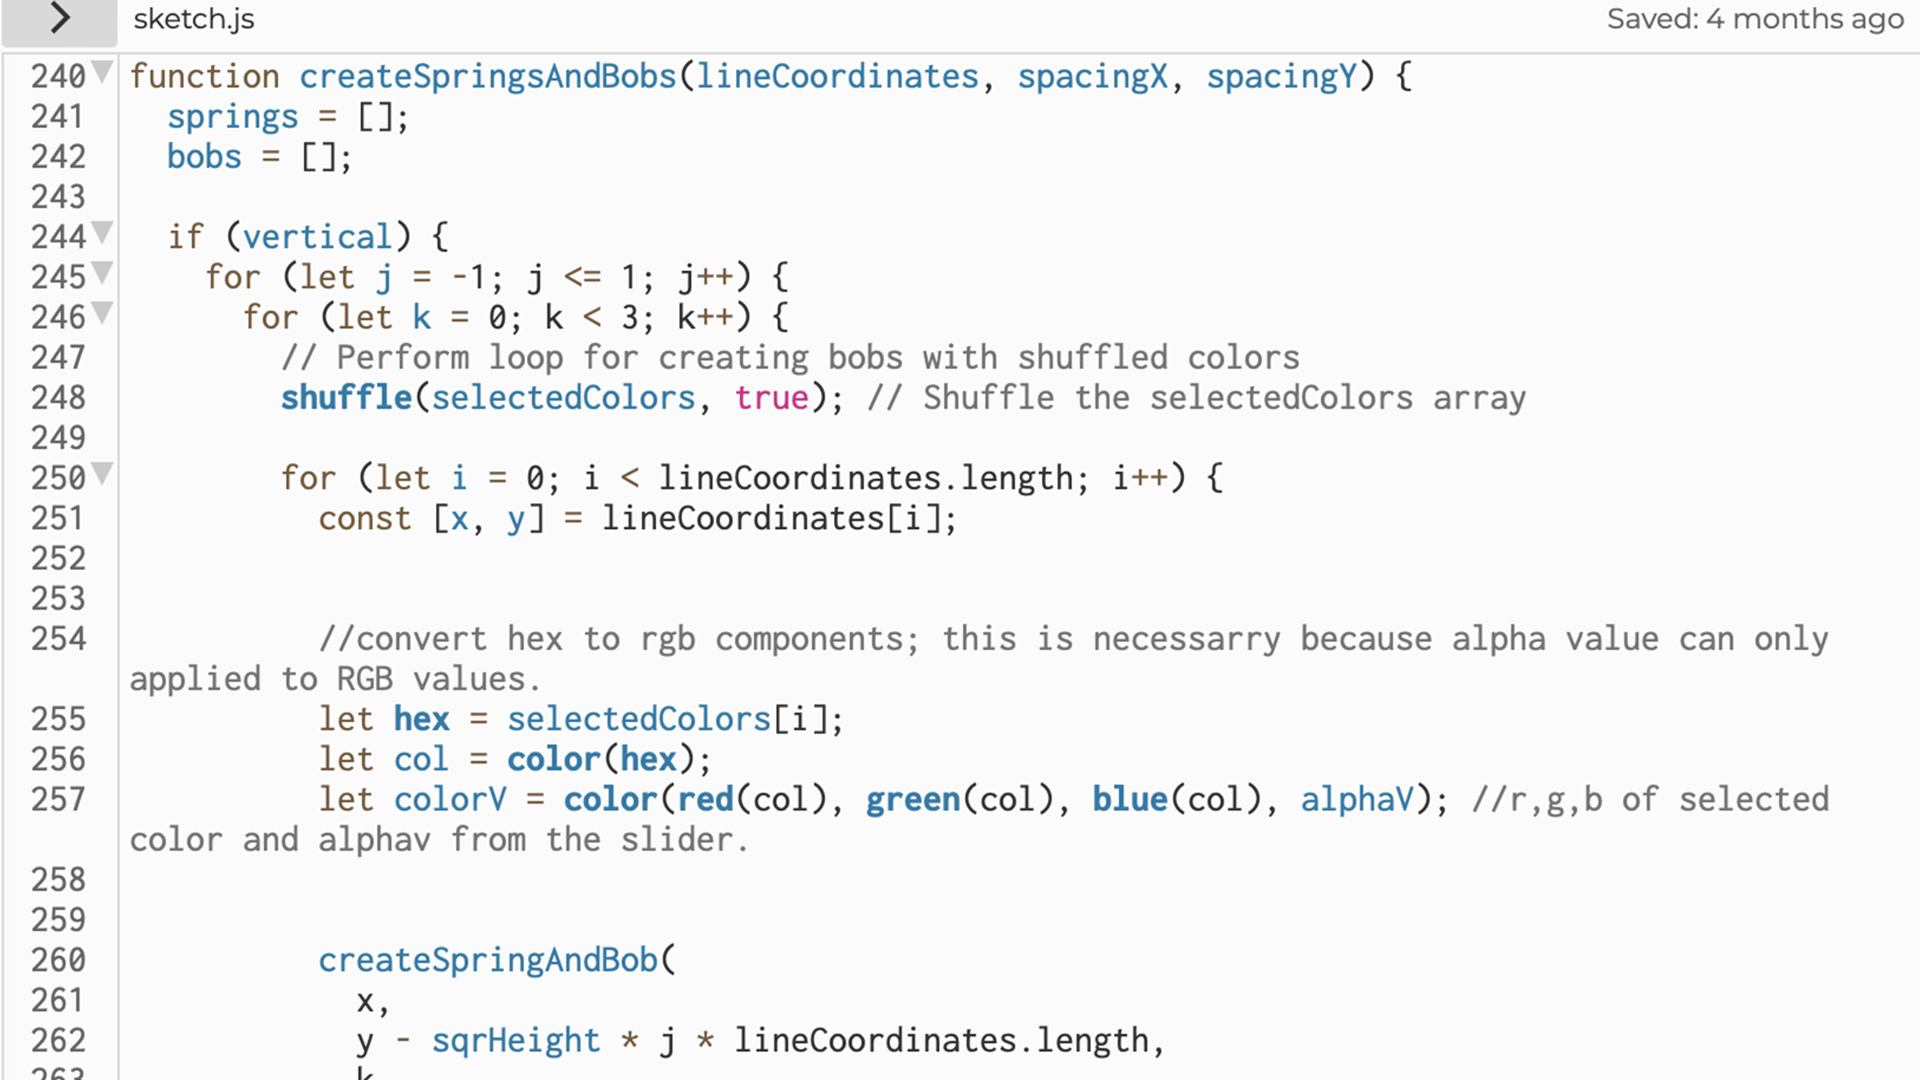 sketch.js
Saved: 4 months ago
240 function createSpringsAndBobs(lineCoordinates, spacingX, spacingY) {
241 springs = [];
242 bobs = [];
243
244 if (vertical) {
245 for (let j = -1; j <= 1; j++) {
246 for (let k = 0; k < 3; k++) {
247 // Perform loop for creating bobs with shuffled colors
248 shuffle(selectedColors, true); // Shuffle the selectedColors array
249
250 for (let i = 0; i < lineCoordinates.length; i++) {
251 const [x, y] = lineCoordinates[i];
252
253
254 //convert hex to rgb components; this is necessarry because alpha value can only
applied to RGB values.
255 let hex = selectedColors[i];
256 let col = color(hex);
257 let colorV = color(red(col), green(col), blue(col), alphaV); //r,g,b of selected
color and alphav from the slider.
258
259
260 createSpringAndBob(
261 x,
262 y - sqrHeight * j * lineCoordinates.length,